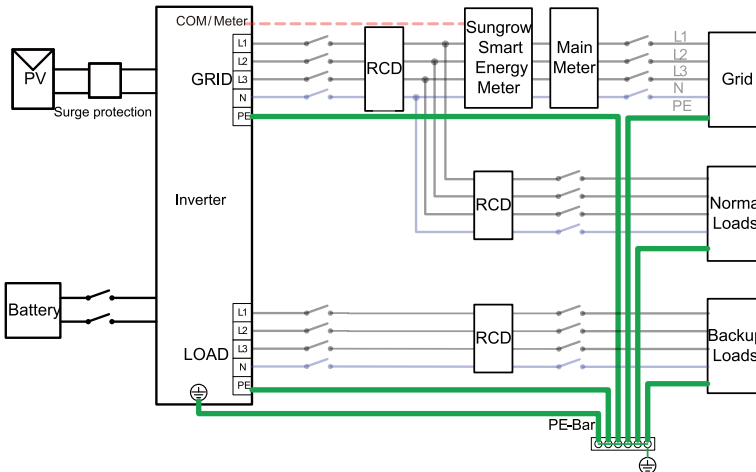 COM/Meter
L1
L2
L3
N
PE
GRID
PV
Surge protection
RCD
Sungrow
Smart
Energy
Meter
Main
Meter
L1
L2
L3
N
PE
Grid
Inverter
RCD
Norma
Loads
Battery
L1
L2
L3
N
PE
LOAD
RCD
Backup
Loads
PE-Bar